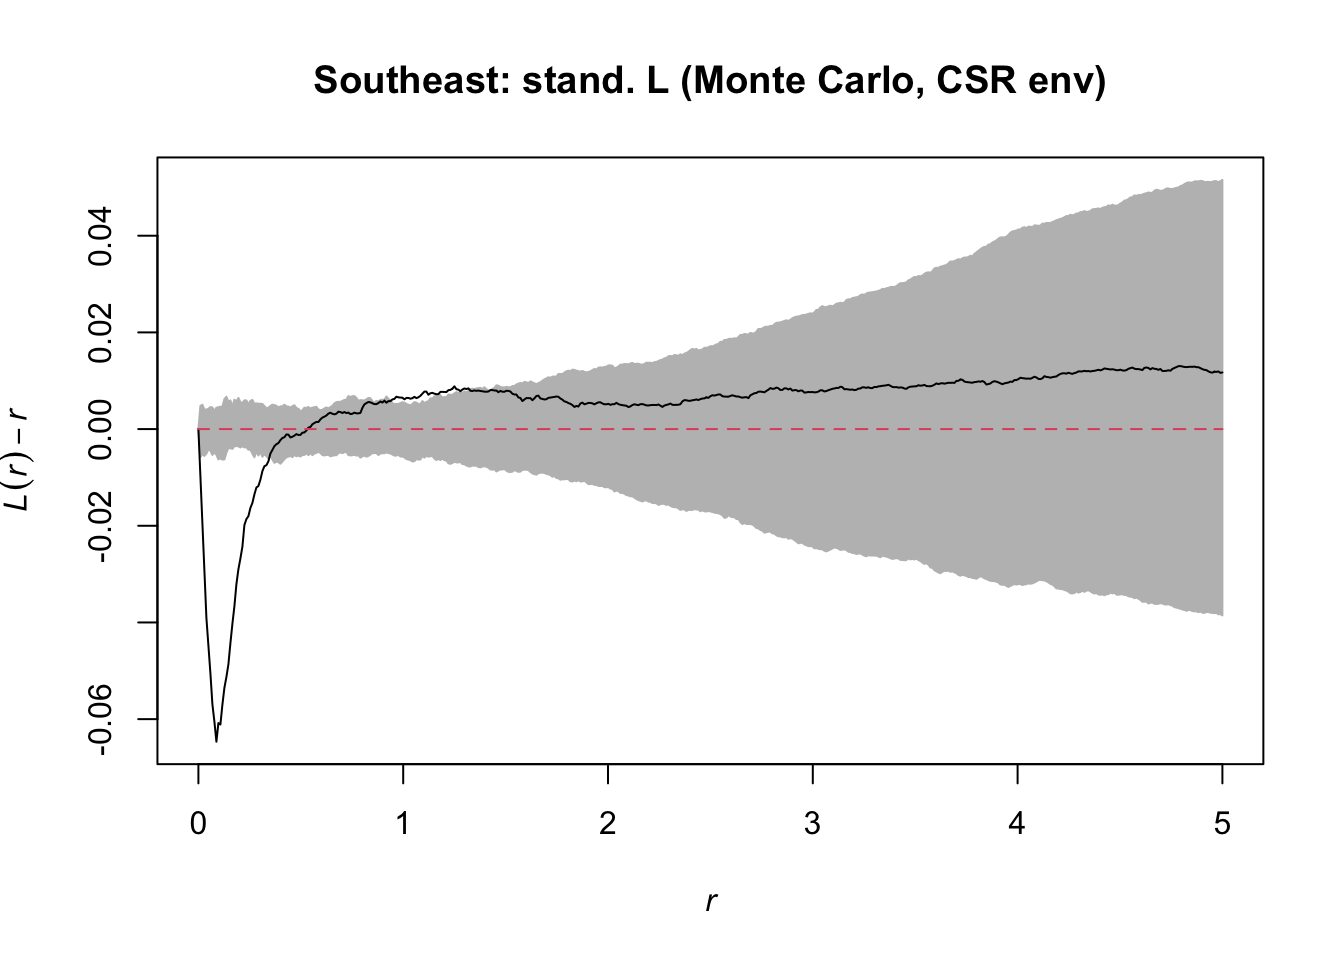 Southeast: stand. L (Monte Carlo, CSR env)
L(r) − r
0.04
0.02
0.00
-0.02
-0.06
0 1 2 3 4 5
r